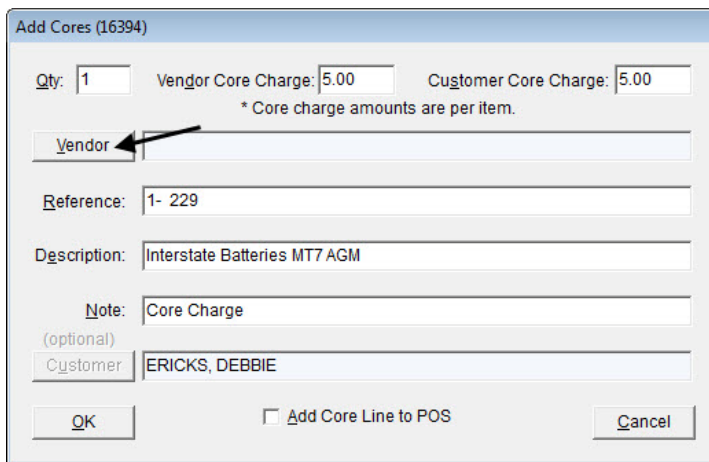 Add Cores (16394)
Qty: 1 Vendor Core Charge: 5.00 Customer Core Charge: 5.00
* Core charge amounts are per item.
Vendor
Reference: 1- 229
Description: Interstate Batteries MT7 AGM
Note: Core Charge
(optional)
Customer ERICKS, DEBBIE
OK Add Core Line to POS Cancel